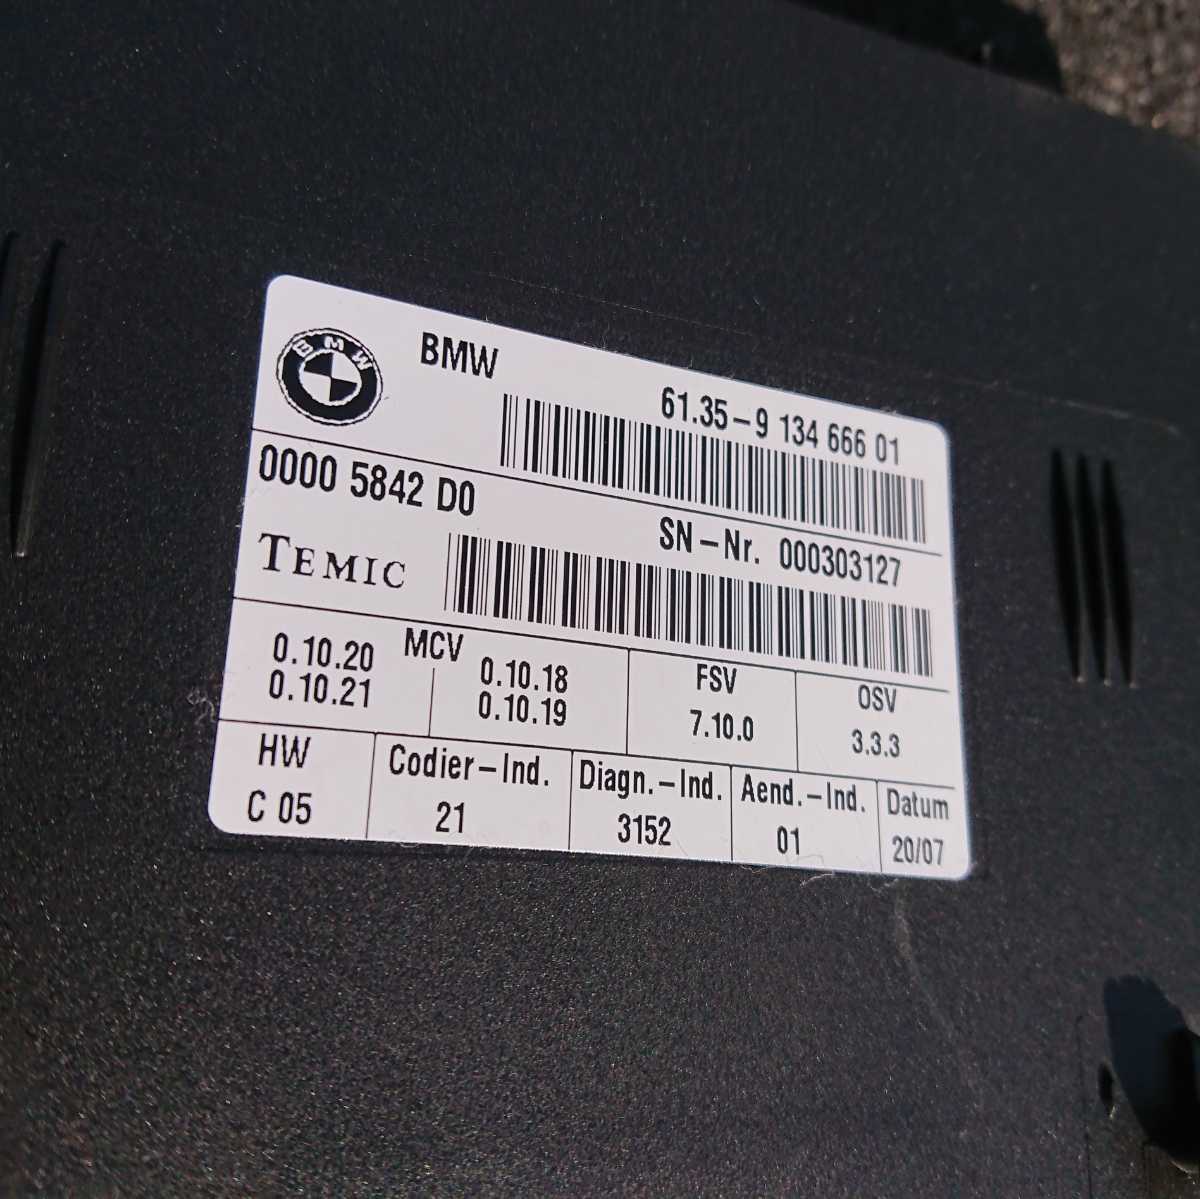 BMW
BMW
61.35-9 134 666 01
0000 5842 D0
SN-Nr. 000303127
TEMIC
MCV
0.10.20
0.10.21
0.10.18
0.10.19
FSV
7.10.0
OSV
3.3.3
HW
C 05
Codier-Ind.
21
Diagn.-Ind.
3152
Aend.-Ind.
01
Datum
20/07